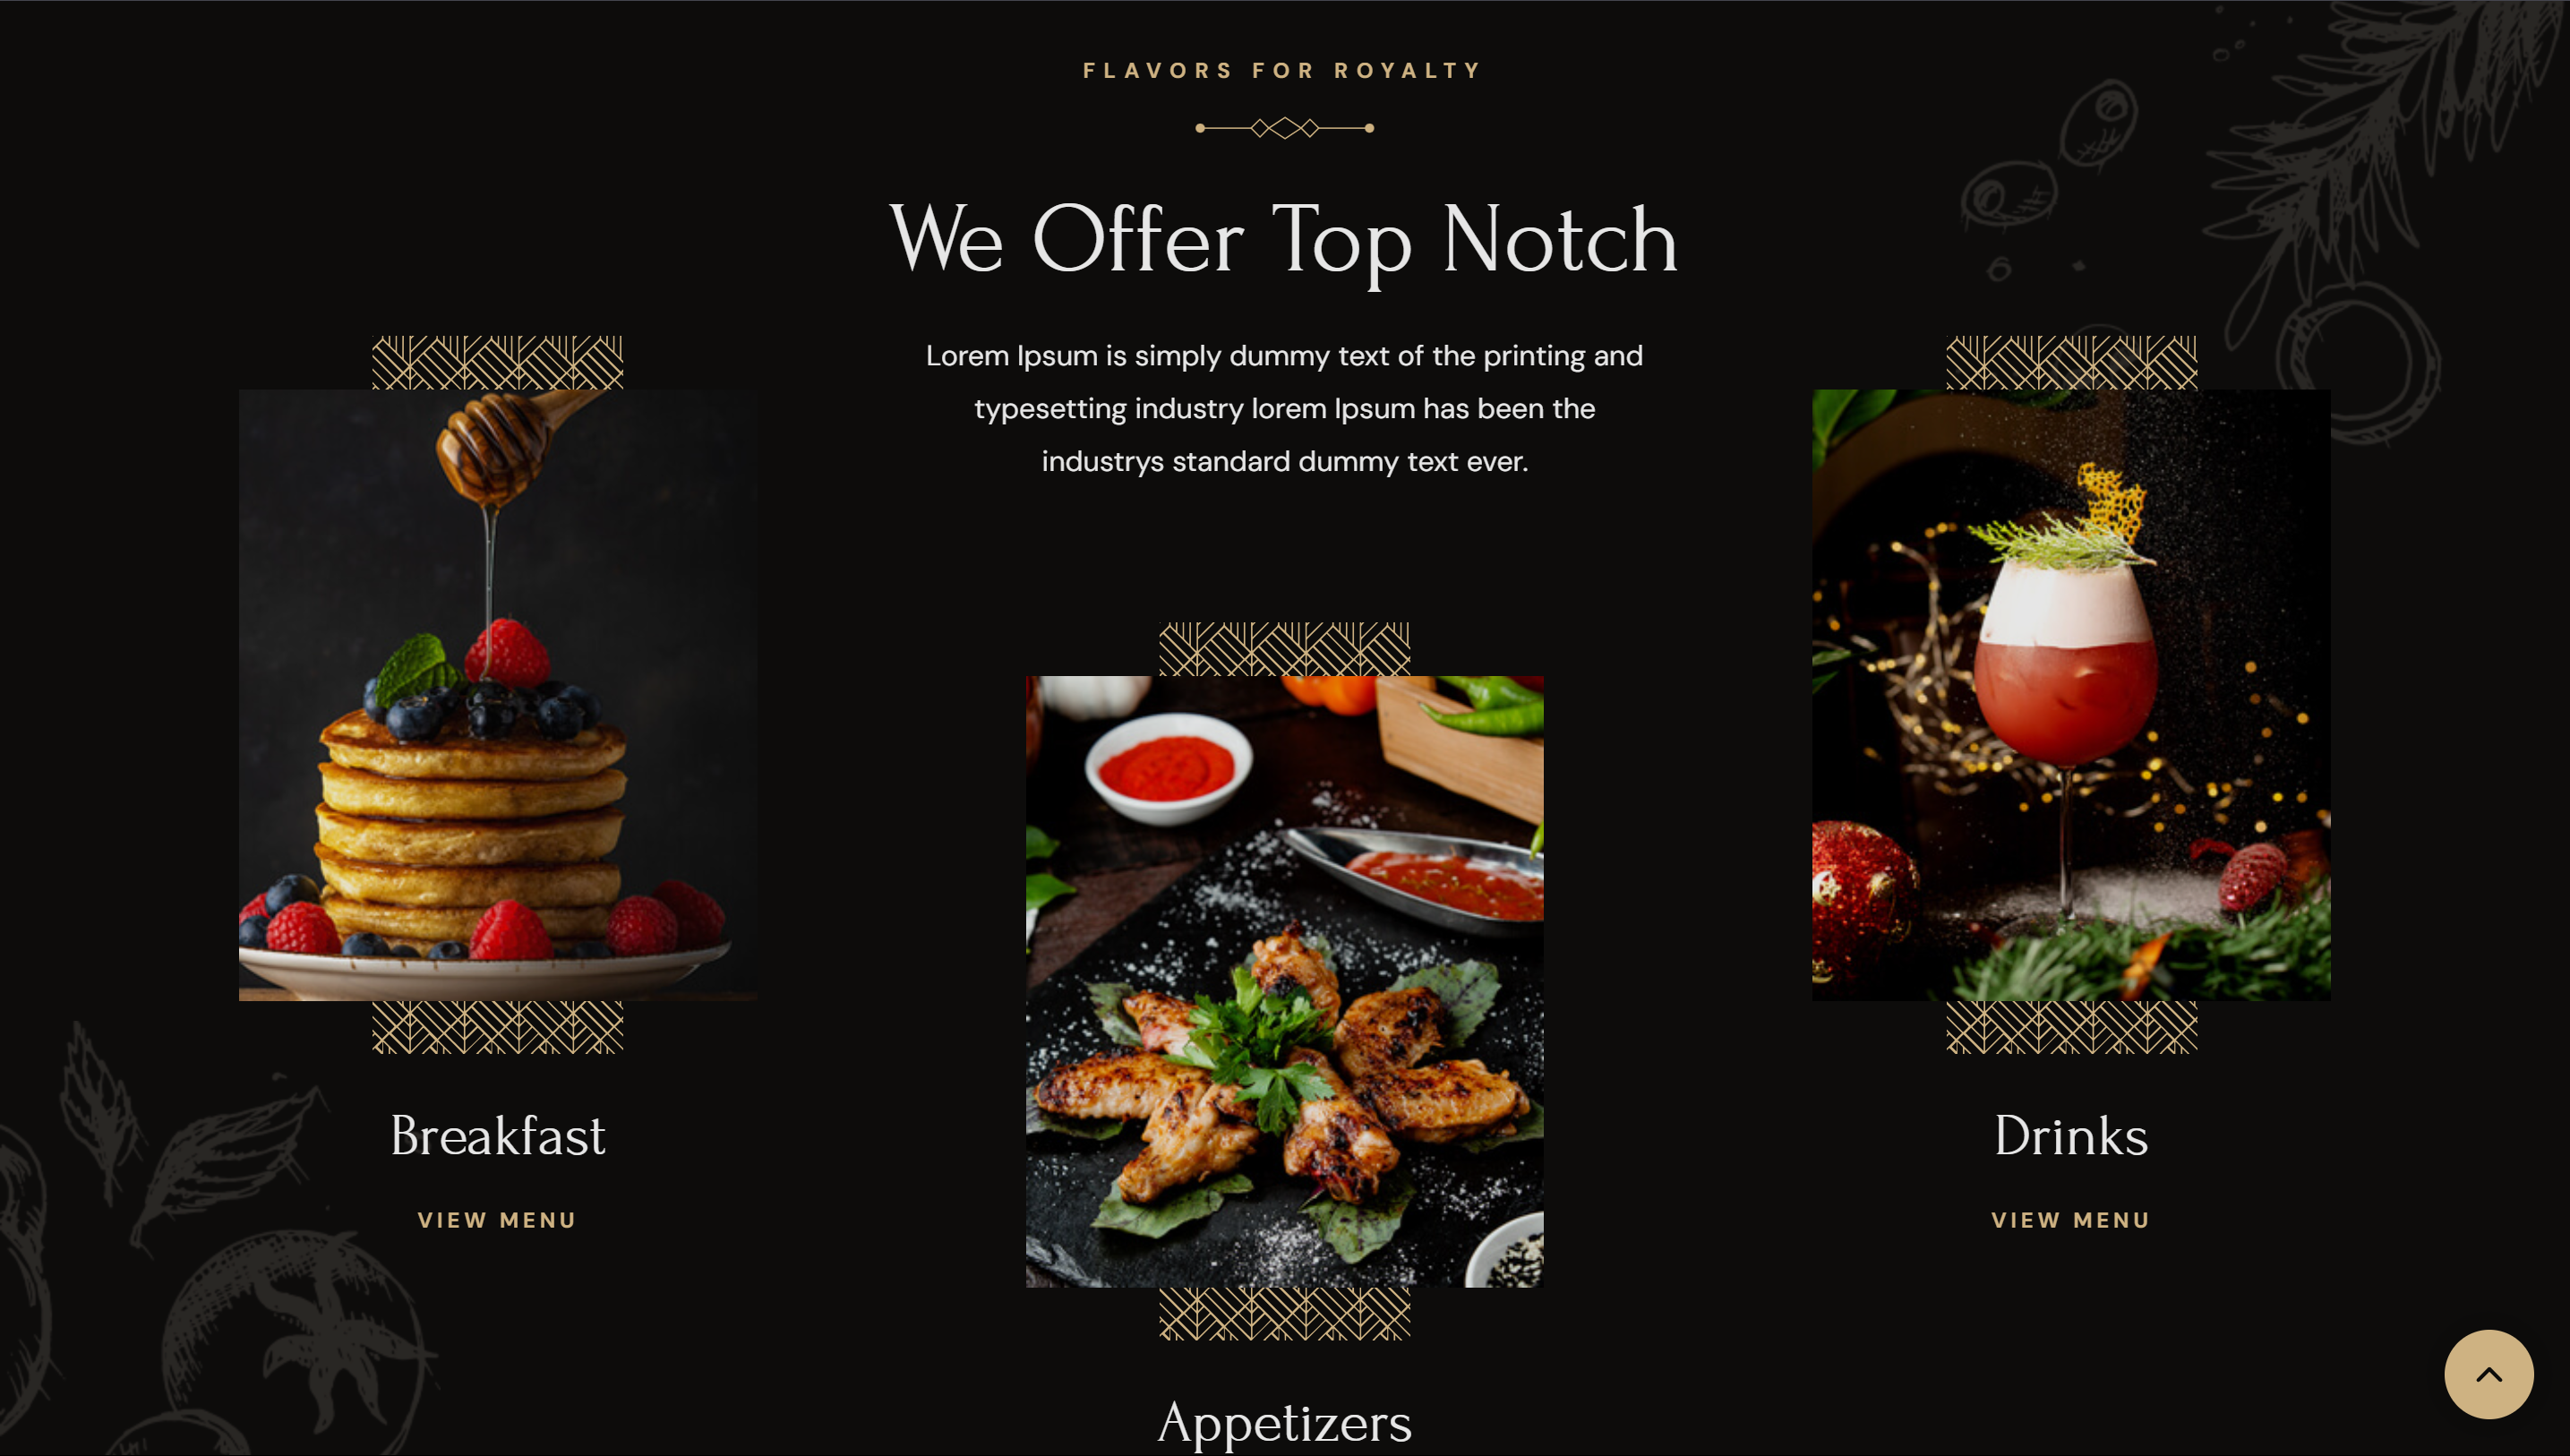 FLAVORS FOR ROYALTY
We Offer Top Notch
Lorem Ipsum is simply dummy text of the printing and
typesetting industry lorem Ipsum has been the
industrys standard dummy text ever.
Breakfast
VIEW MENU
Appetizers
Drinks
VIEW MENU